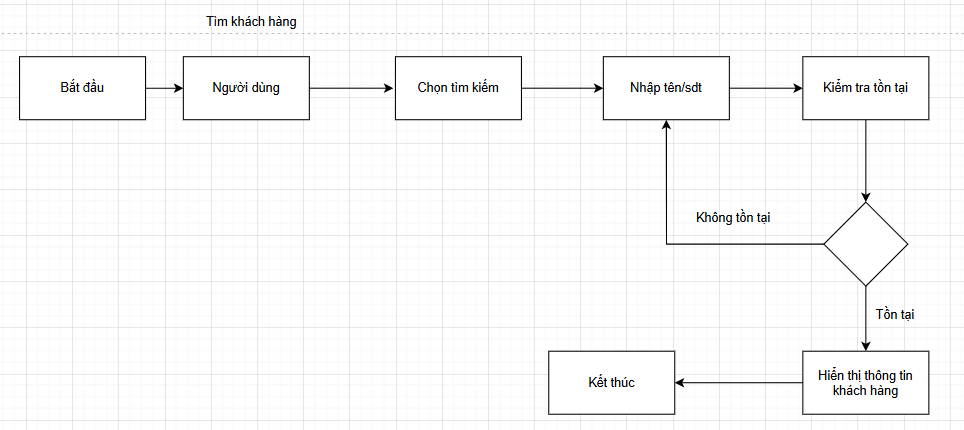 Tìm khách hàng
Bắt đầu
Người dùng
Chọn tìm kiếm
Nhập tên/sdt
Kiểm tra tồn tại
Không tồn tại
Tồn tại
Hiển thị thông tin
khách hàng
Kết thúc